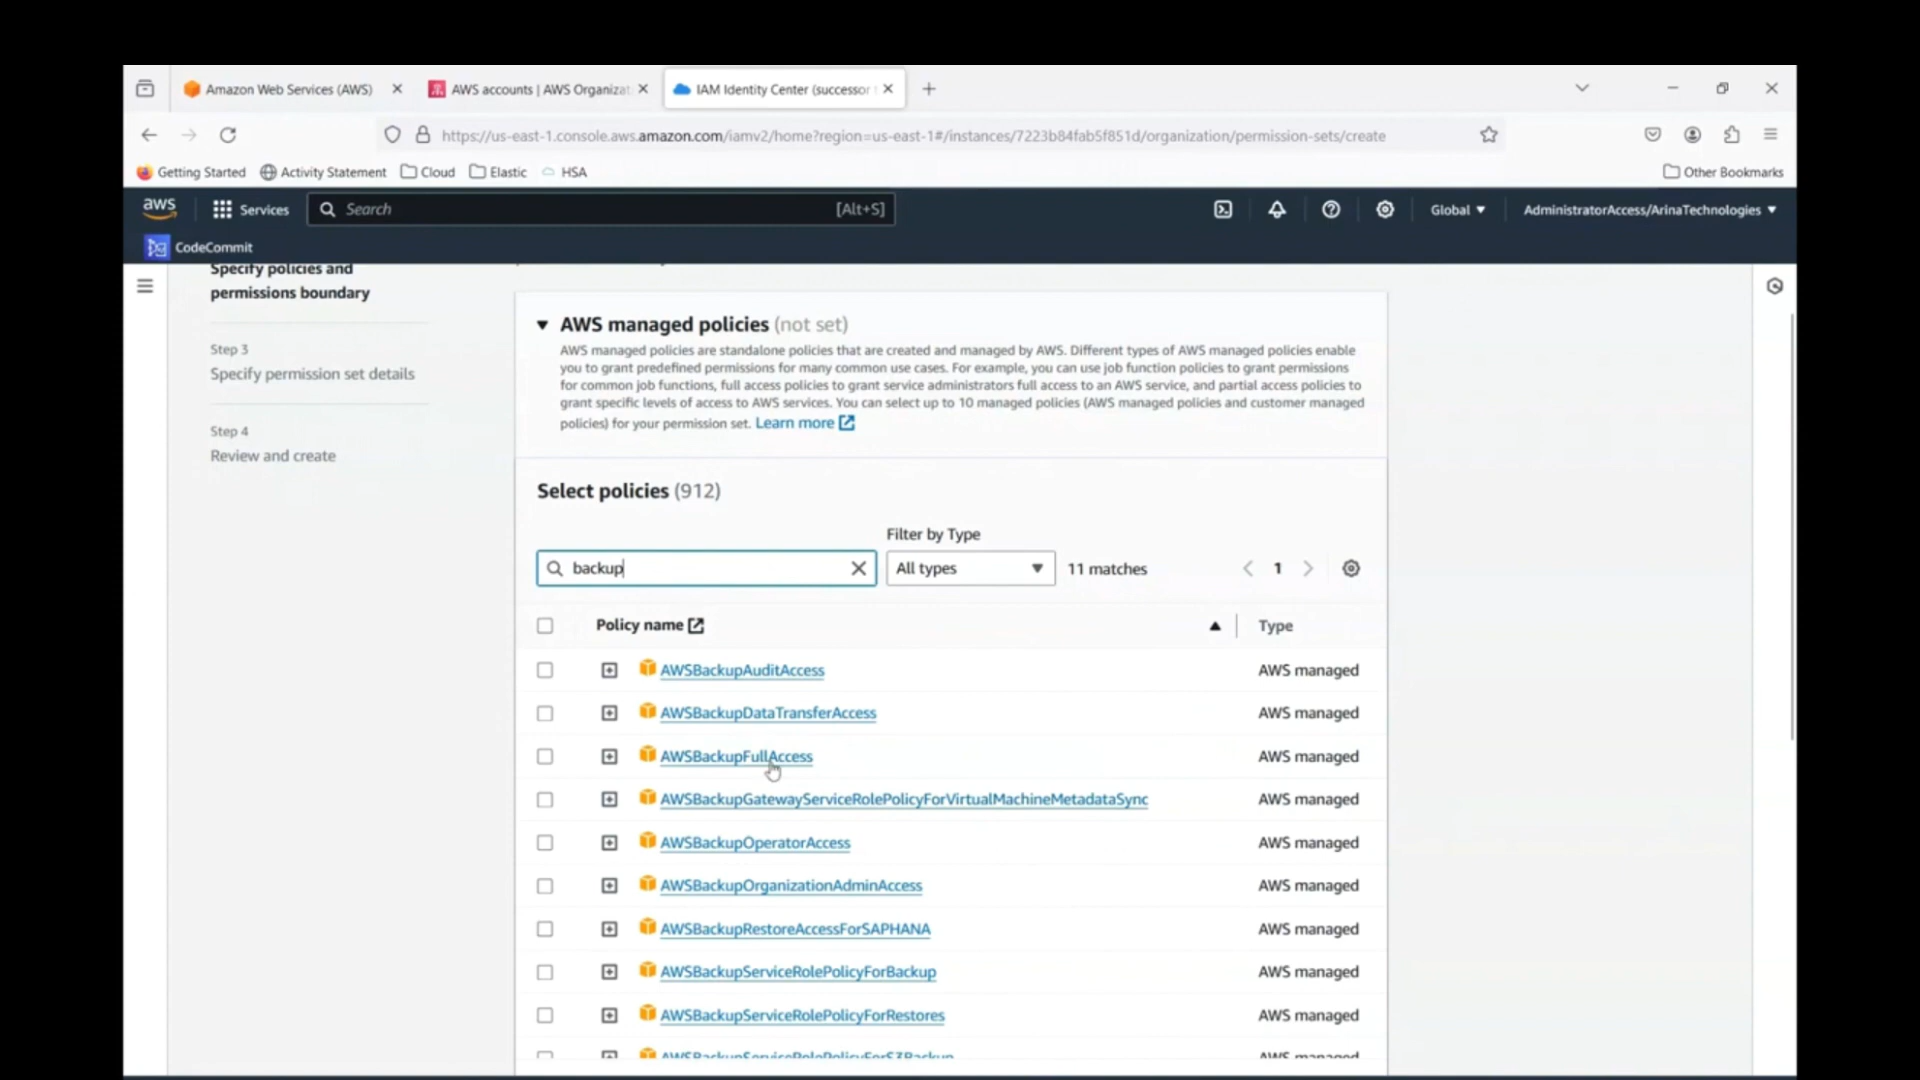 Amazon Web Services (AWS)
AWS accounts | AWS Organizat
IAM Identity Center (successor t
https://us-east-1.console.aws.amazon.com/iamv2/home?region=us-east-1#/instances/7223b84fab5f851d/organization/permission-sets/create
Getting Started
Activity Statement
Cloud
Elastic
HSA
Other Bookmarks
aws
Services
Search
[Alt+S]
Global
AdministratorAccess/ArinaTechnologies
CodeCommit
Specify policies and
permissions boundary
Step 3
Specify permission set details
Step 4
Review and create
AWS managed policies (not set)
AWS managed policies are standalone policies that are created and managed by AWS. Different types of AWS managed policies enable
you to grant predefined permissions for many common use cases. For example, you can use job function policies to grant permissions
for common job functions, full access policies to grant service administrators full access to an AWS service, and partial access policies to
grant specific levels of access to AWS services. You can select up to 10 managed policies (AWS managed policies and customer managed
policies) for your permission set. Learn more
Select policies (912)
Filter by Type
backup
All types
11 matches
1
Policy name
Type
AWSBackupAuditAccess
AWS managed
AWSBackupDataTransferAccess
AWS managed
AWSBackupFullAccess
AWS managed
AWSBackupGatewayServiceRolePolicyForVirtualMachineMetadataSync
AWS managed
AWSBackupOperatorAccess
AWS managed
AWSBackupOrganizationAdminAccess
AWS managed
AWSBackupRestoreAccessForSAPHANA
AWS managed
AWSBackupServiceRolePolicyForBackup
AWS managed
AWSBackupServiceRolePolicyForRestores
AWS managed
AWSBackupServiceRolePolicyForS3Backup
AWS managed